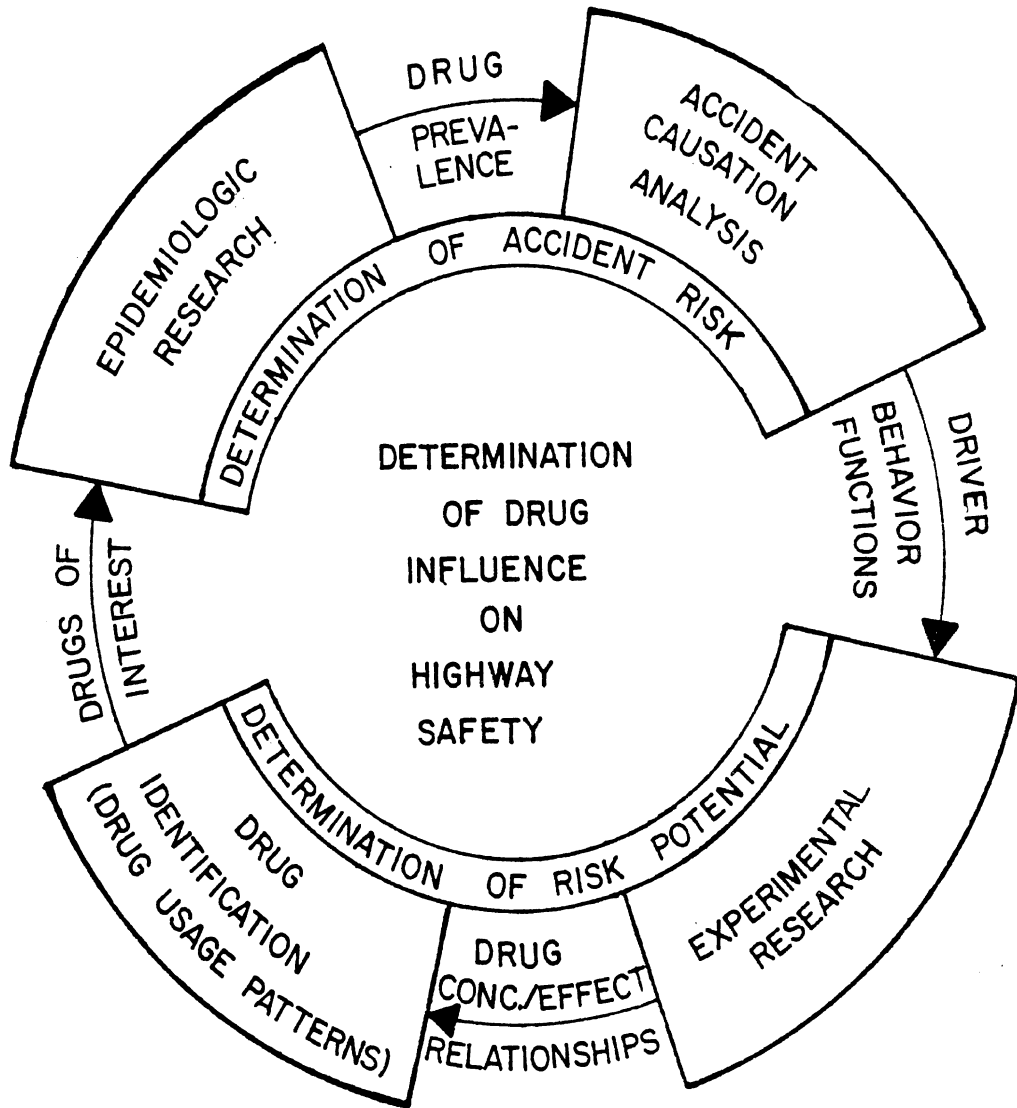 DRUG
PREVA-
LENCE
ACCIDENT
CAUSATION
ANALYSIS
EPIDEMIOLOGIC
RESEARCH
DETERMINATION OF ACCIDENT RISK
DRIVER
BEHAVIOR
FUNCTIONS
DETERMINATION
OF DRUG
INFLUENCE
ON
HIGHWAY
SAFETY
DRUGS OF
INTEREST
DETERMINATION OF RISK POTENTIAL
DRUG
IDENTIFICATION
(DRUG USAGE PATTERNS)
EXPERIMENTAL
RESEARCH
DRUG
CONC./EFFECT
RELATIONSHIPS